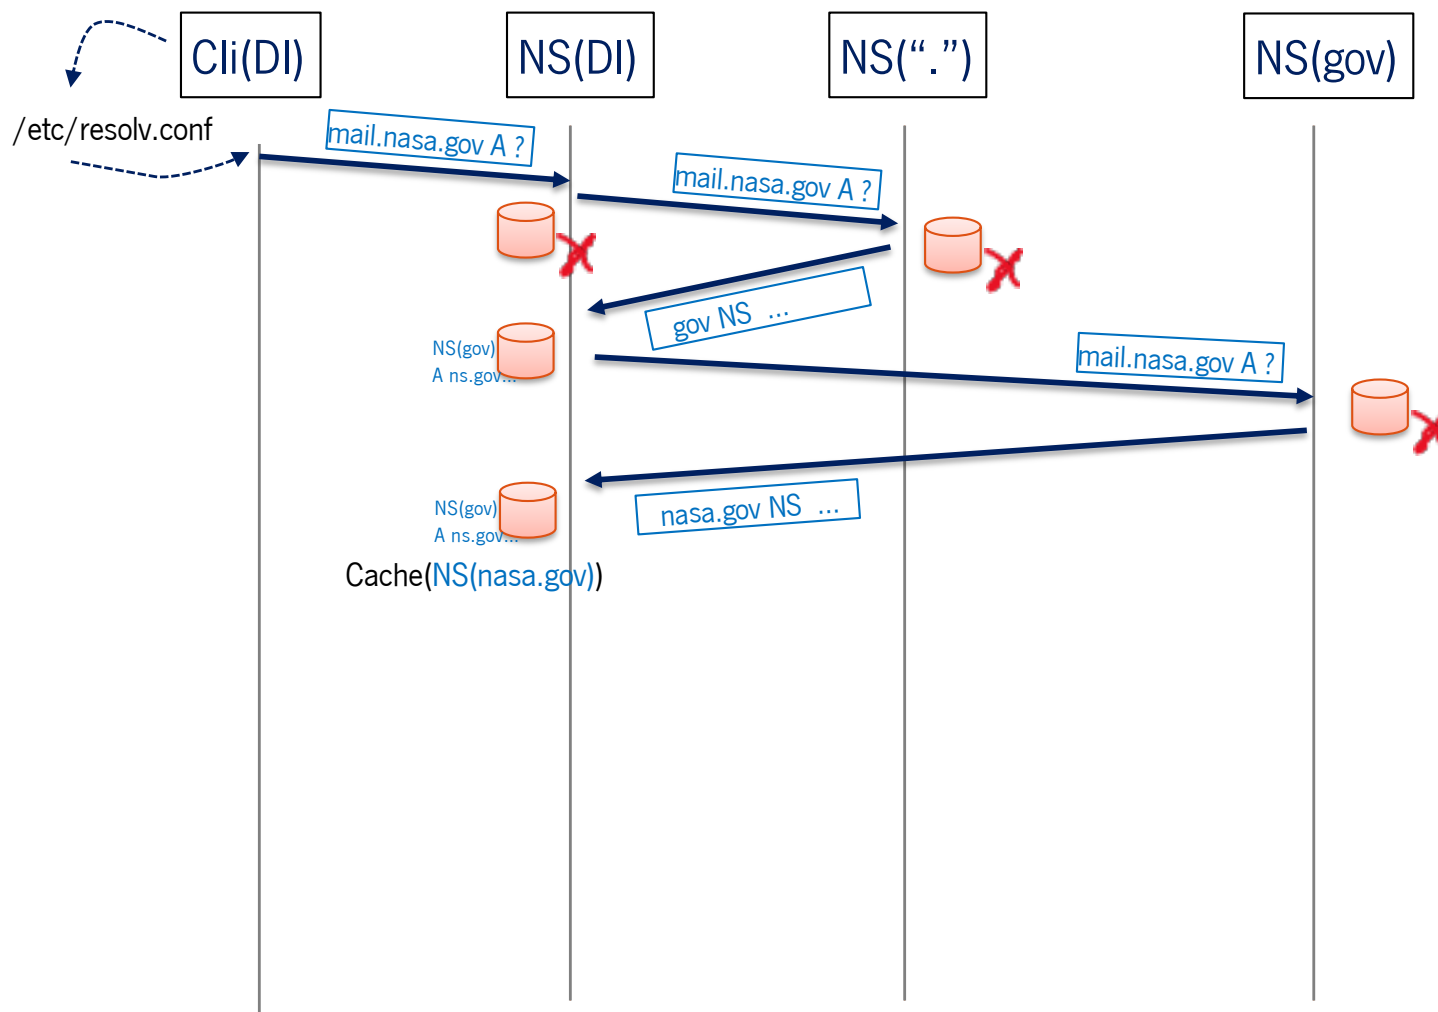 Cli(DI)
NS(DI)
NS(“.”)
NS(gov)
/etc/resolv.conf
mail.nasa.gov A ?
mail.nasa.gov A ?
gov NS ...
NS(gov)
A ns.gov...
mail.nasa.gov A ?
nasa.gov NS ...
NS(gov)
A ns.gov...
Cache(NS(nasa.gov))